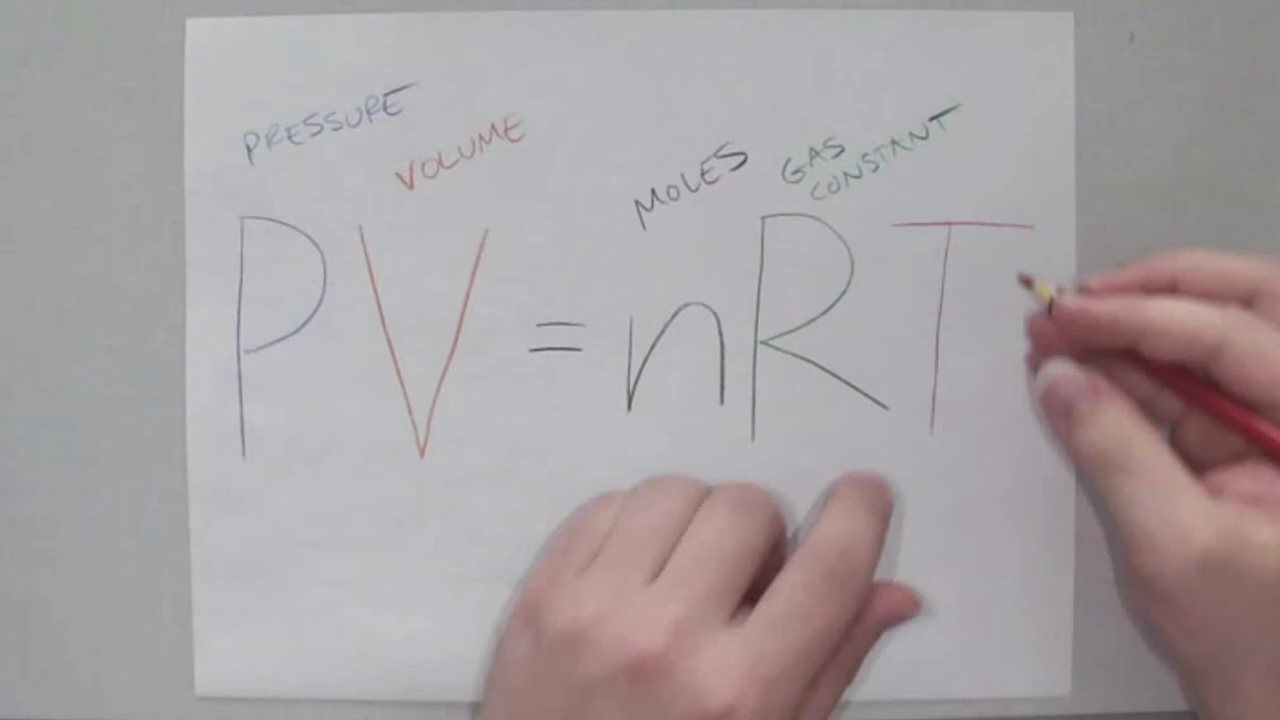 PRESSURE
VOLUME
MOLES
GAS
CONSTANT
PV = nRT